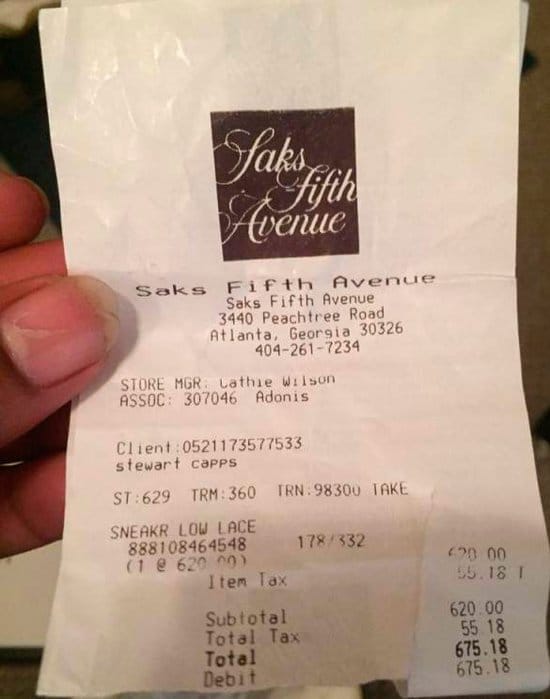 Saks
Fifth
Avenue
Saks Fifth Avenue
Saks Fifth Avenue
3440 Peachtree Road
Atlanta, Georgia 30326
404-261-7234
STORE MGR: Lathie Wilson
ASSOC: 307046 Adonis
Client:0521173577533
stewart capps
ST:629 TRM:360 TRN:98300 TAKE
SNEAKR LOW LACE
888108464548 178/332 620.00
(1 @ 620.00)
Item Tax 55.18 T
Subtotal 620.00
Total Tax 55.18
Total 675.18
Debit 675.18